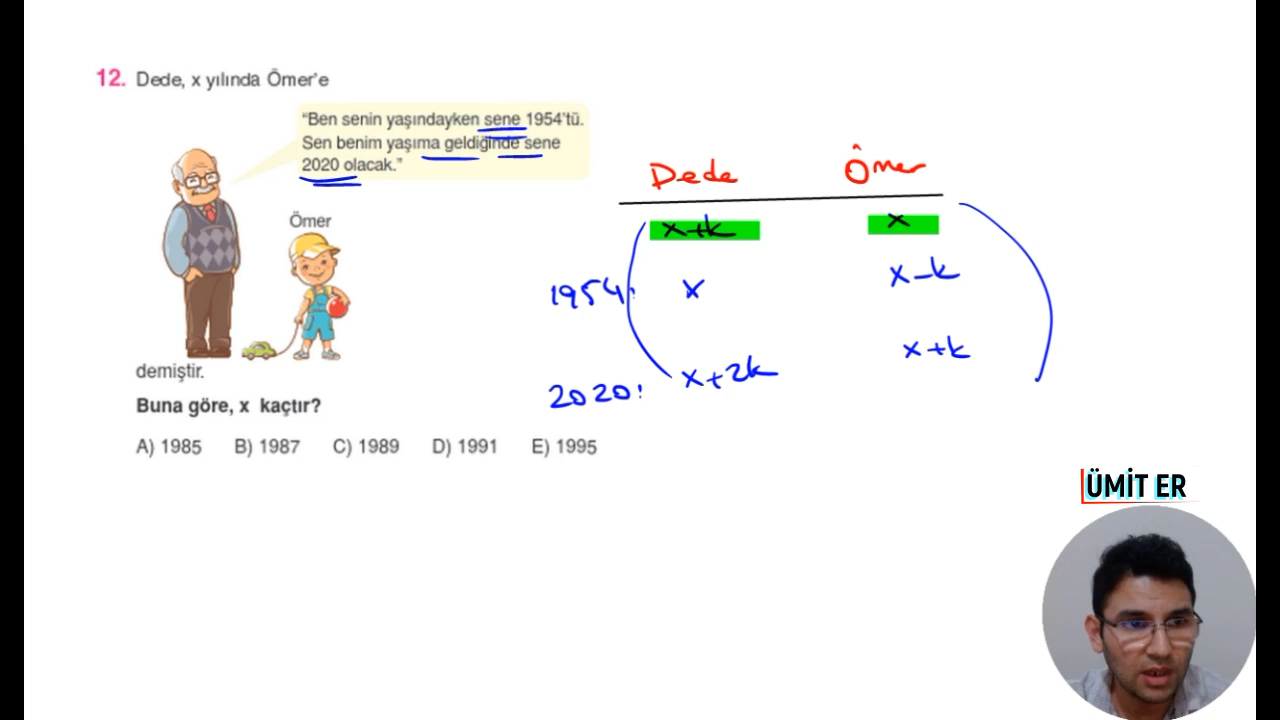 12. Dede, x yılında Ömer'e
"Ben senin yaşındayken sene 1954'tü.
Sen benim yaşıma geldiğinde sene
2020 olacak."
Ömer
demiştir.
Buna göre, x kaçtır?
A) 1985 B) 1987 C) 1989 D) 1991 E) 1995
Dede Ömer
x+k x
1954: x x-k
2020: x+2k x+k
ÜMİT ER